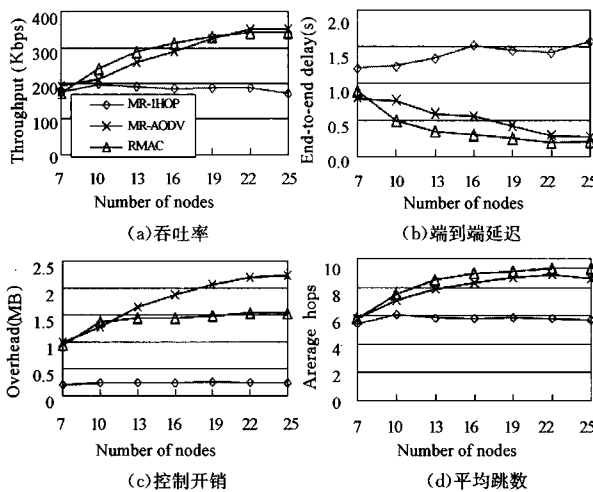 Throughput (Kbps)
400
300
200
100
0
MR-1HOP
MR-AODV
RMAC
7 10 13 16 19 22 25
Number of nodes
(a)吞吐率
End-to-end delay(s)
2.0
1.5
1.0
0.5
0.0
7 10 13 16 19 22 25
Number of nodes
(b)端到端延迟
Overhead(MB)
2.5
2
1.5
1
0.5
0
7 10 13 16 19 22 25
Number of nodes
(c)控制开销
Arerage hops
10
8
6
4
2
0
7 10 13 16 19 22 25
Number of nodes
(d)平均跳数